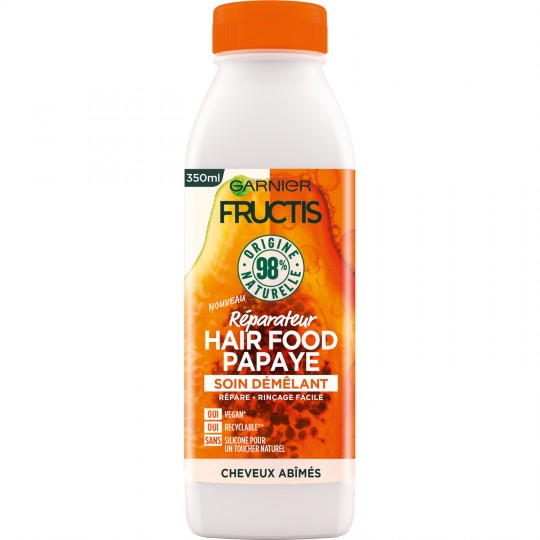 350ml
GARNIER
FRUCTIS
ORIGINE
98%
NATURELLE
NOUVEAU
Réparateur
HAIR FOOD
PAPAYE
SOIN DÉMÊLANT
RÉPARE • RINÇAGE FACILE
OUI VEGAN*
OUI RECYCLABLE**
SANS SILICONE POUR
UN TOUCHER NATUREL
CHEVEUX ABÎMÉS